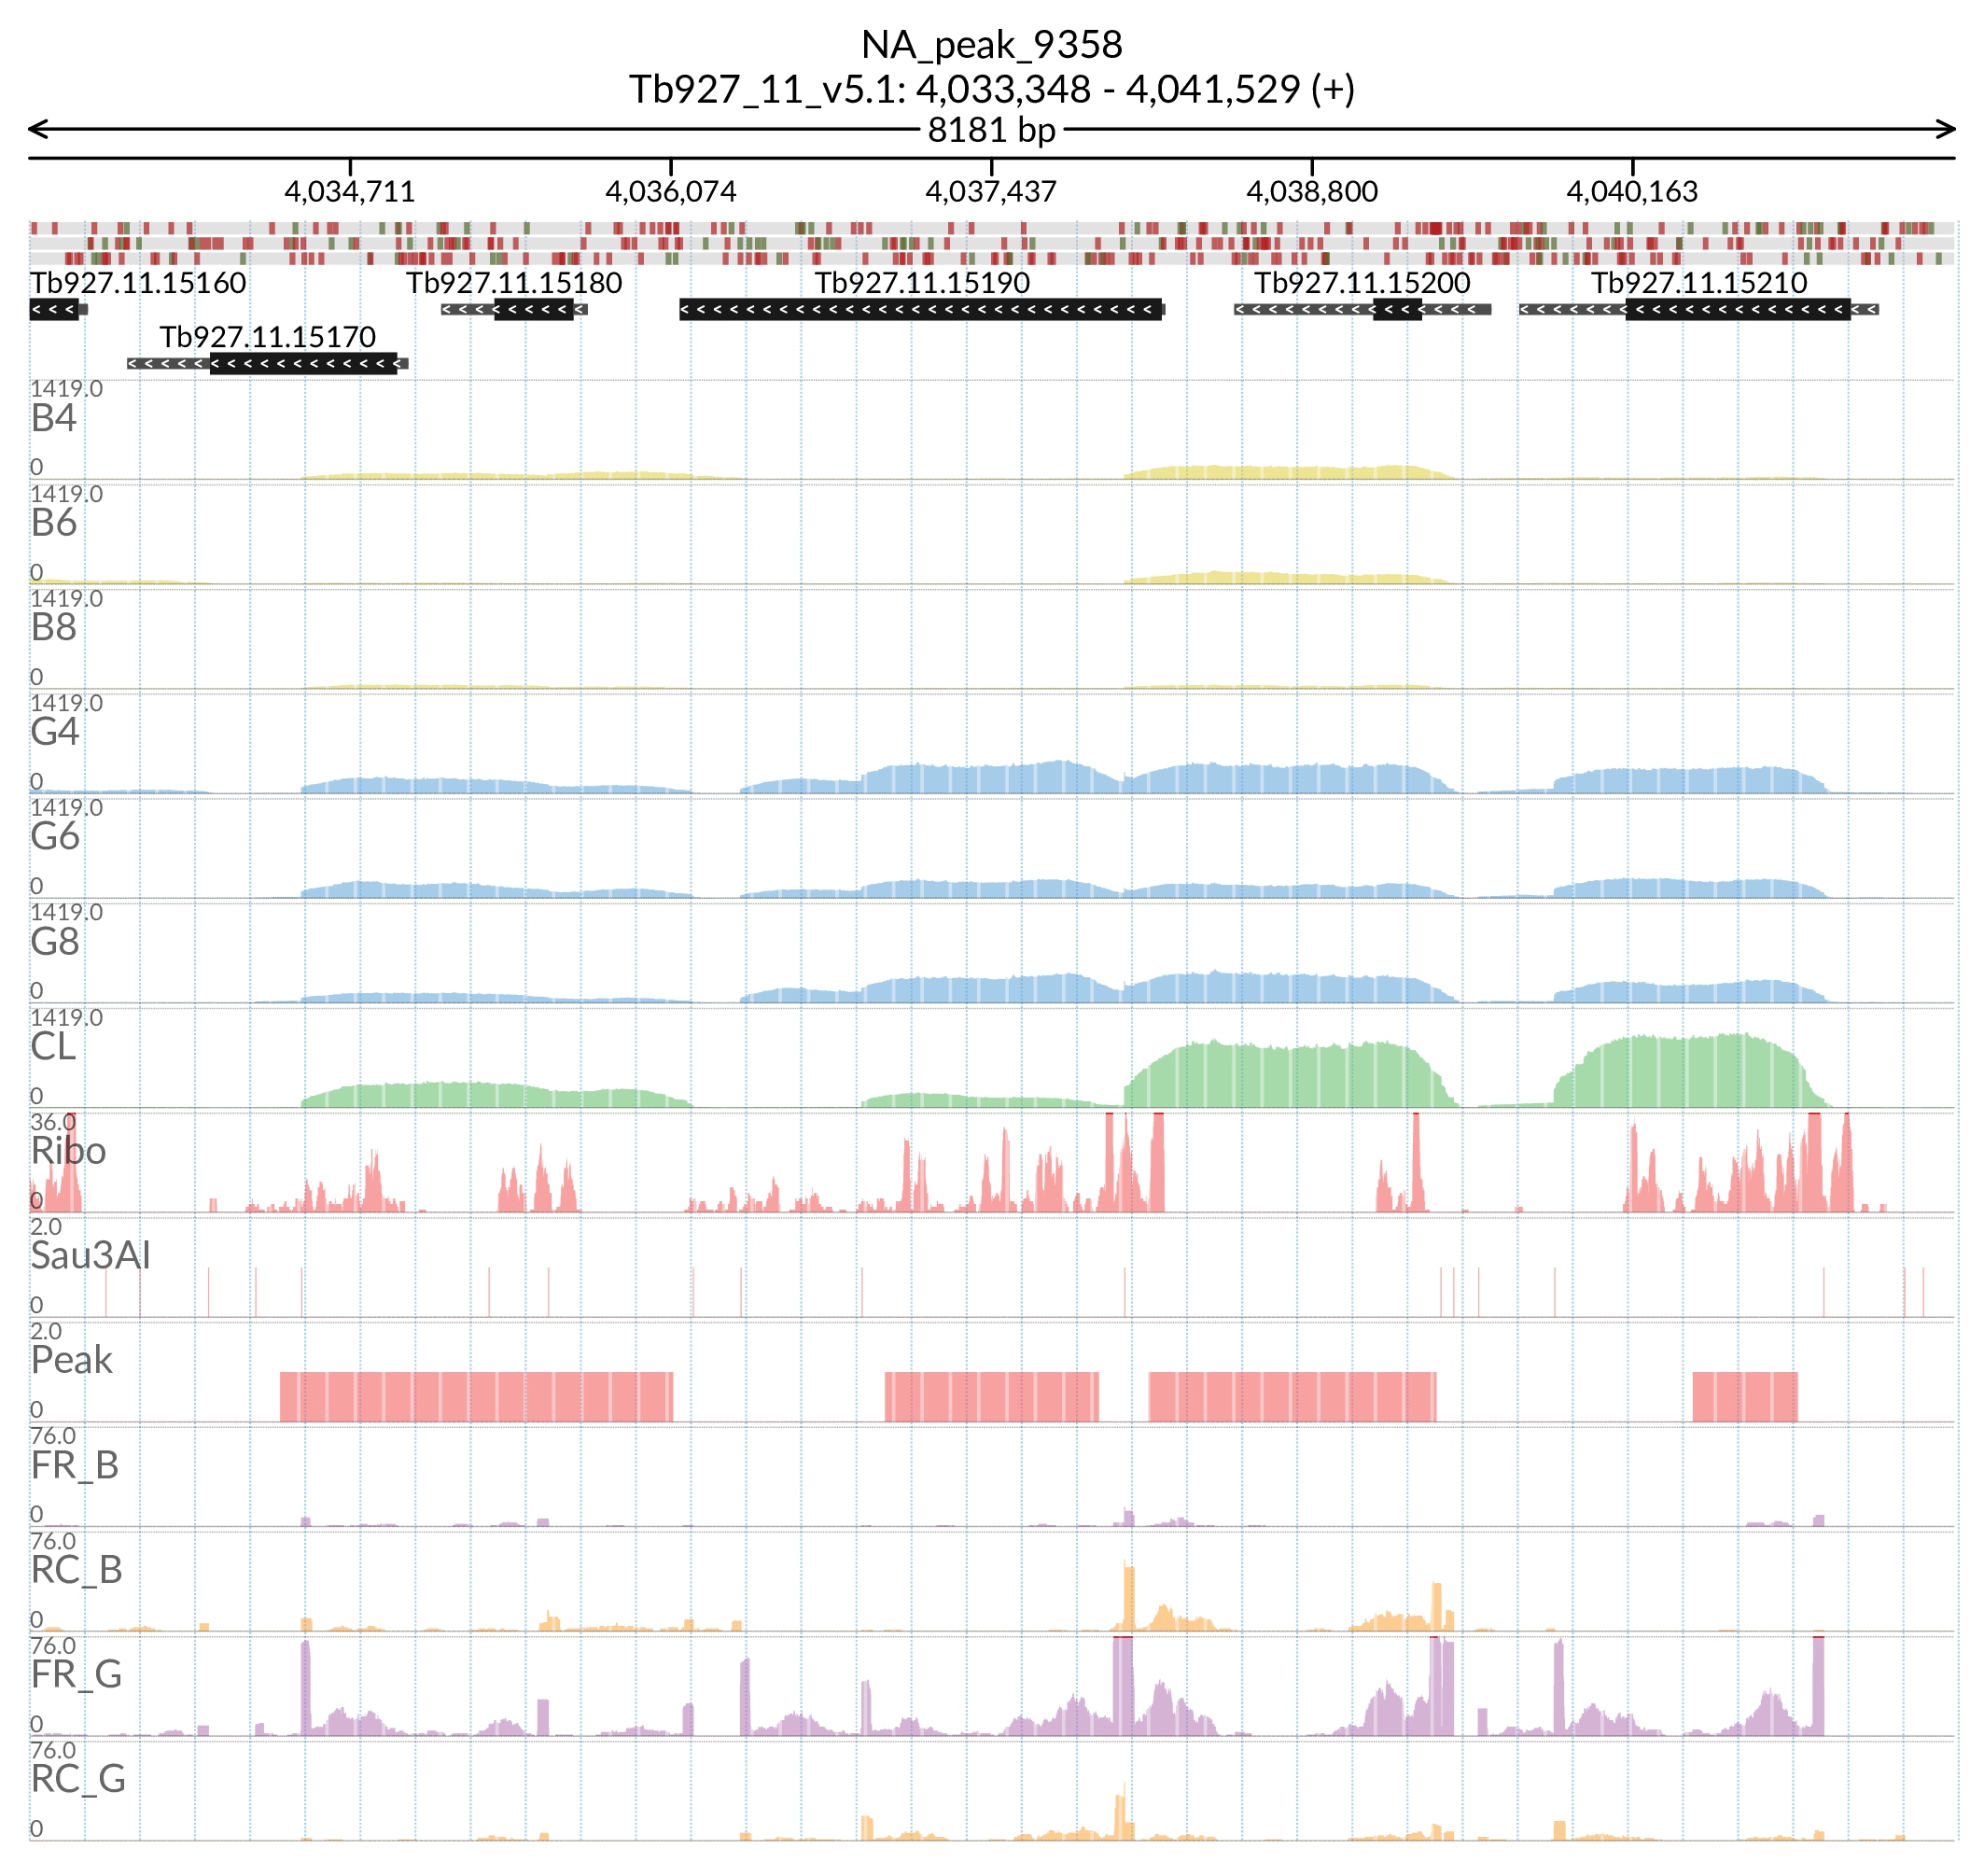 NA_peak_9358
Tb927_11_v5.1: 4,033,348 - 4,041,529 (+)
8181 bp
4,034,711 4,036,074 4,037,437 4,038,800 4,040,163
Tb927.11.15160 Tb927.11.15180 Tb927.11.15190 Tb927.11.15200 Tb927.11.15210
Tb927.11.15170
1419.0
B4
0
1419.0
B6
0
1419.0
B8
0
1419.0
G4
0
1419.0
G6
0
1419.0
G8
0
1419.0
CL
0
36.0
Ribo
0
2.0
Sau3AI
0
2.0
Peak
0
76.0
FR_B
0
76.0
RC_B
0
76.0
FR_G
0
76.0
RC_G
0